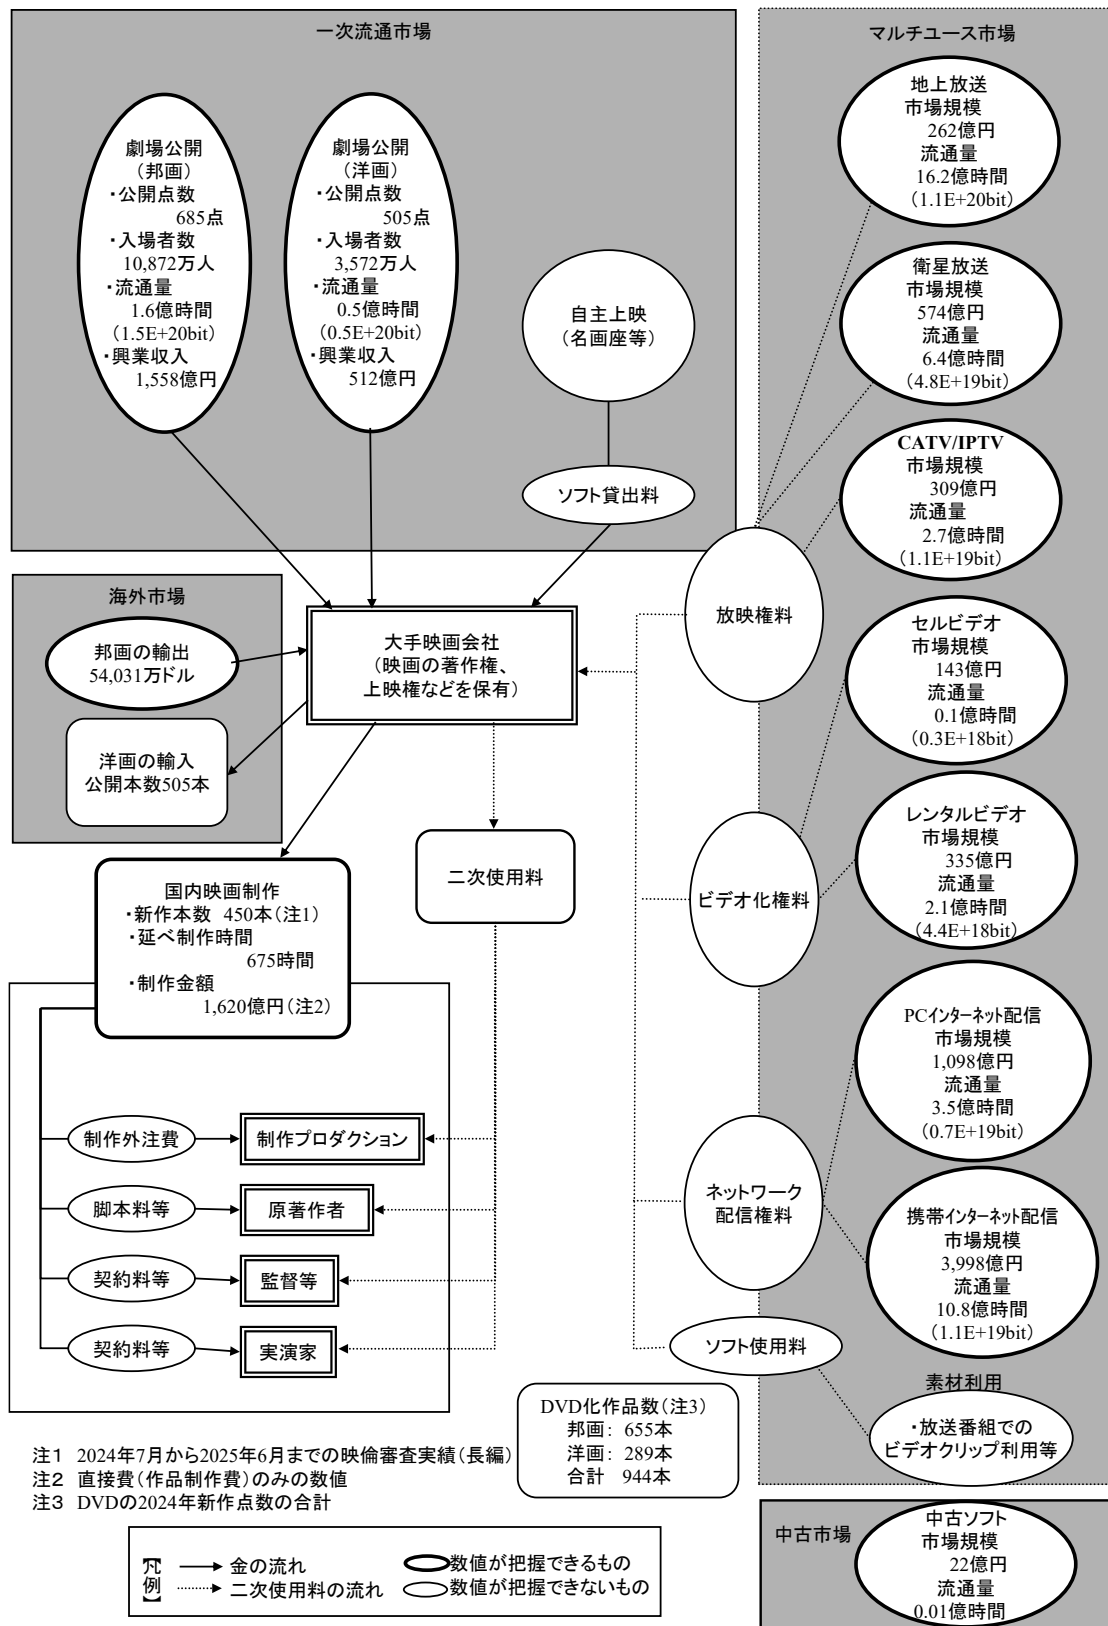 一次流通市場
劇場公開
（邦画）
・公開点数
685点
・入場者数
10,872万人
・流通量
1.6億時間
(1.5E+20bit)
・興業収入
1,558億円
劇場公開
（洋画）
・公開点数
505点
・入場者数
3,572万人
・流通量
0.5億時間
(0.5E+20bit)
・興業収入
512億円
自主上映
（名画座等）
ソフト貸出料
海外市場
邦画の輸出
54,031万ドル
洋画の輸入
公開本数505本
大手映画会社
（映画の著作権、
上映権などを保有）
国内映画制作
・新作本数 450本（注1）
・延べ制作時間
675時間
・制作金額
1,620億円（注2）
二次使用料
制作外注費
制作プロダクション
脚本料等
原著作者
契約料等
監督等
契約料等
実演家
放映権料
ビデオ化権料
ネットワーク
配信権料
ソフト使用料
マルチユース市場
地上放送
市場規模
262億円
流通量
16.2億時間
(1.1E+20bit)
衛星放送
市場規模
574億円
流通量
6.4億時間
(4.8E+19bit)
CATV/IPTV
市場規模
309億円
流通量
2.7億時間
(1.1E+19bit)
セルビデオ
市場規模
143億円
流通量
0.1億時間
(0.3E+18bit)
レンタルビデオ
市場規模
335億円
流通量
2.1億時間
(4.4E+18bit)
PCインターネット配信
市場規模
1,098億円
流通量
3.5億時間
(0.7E+19bit)
携帯インターネット配信
市場規模
3,998億円
流通量
10.8億時間
(1.1E+19bit)
素材利用
・放送番組での
ビデオクリップ利用等
DVD化作品数（注3）
邦画： 655本
洋画： 289本
合計 944本
注1 2024年7月から2025年6月までの映倫審査実績（長編）
注2 直接費（作品制作費）のみの数値
注3 DVDの2024年新作点数の合計
【凡例】
金の流れ
数値が把握できるもの
二次使用料の流れ
数値が把握できないもの
中古市場
中古ソフト
市場規模
22億円
流通量
0.01億時間